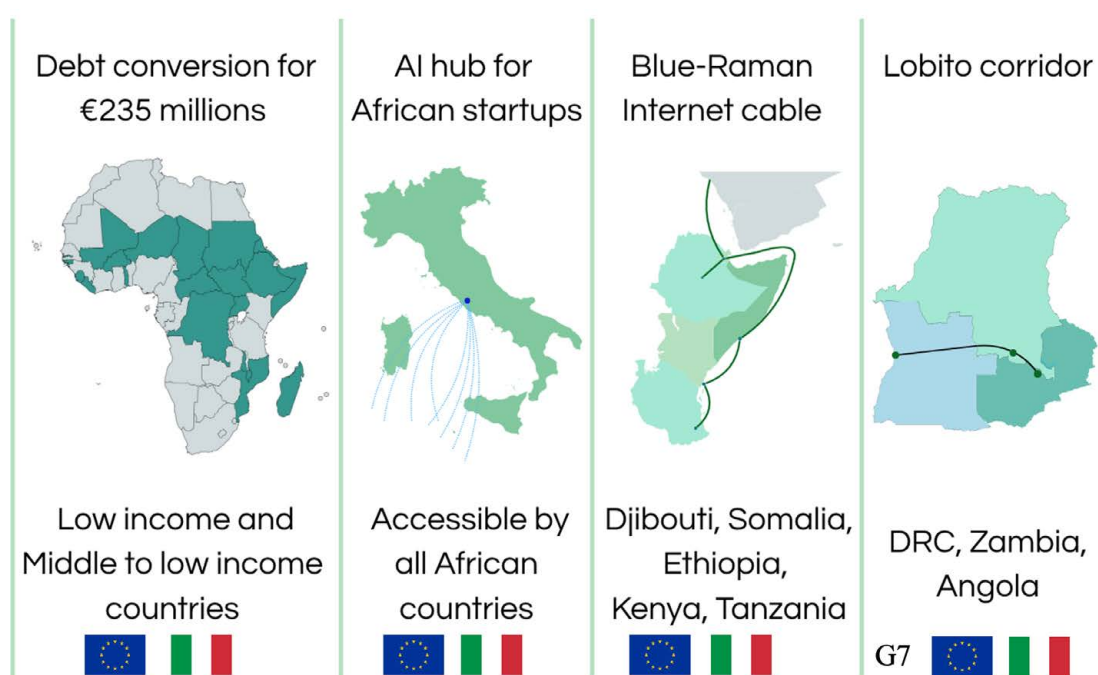 Debt conversion for
€235 millions
Low income and
Middle to low income
countries
AI hub for
African startups
Accessible by
all African
countries
Blue-Raman
Internet cable
Djibouti, Somalia,
Ethiopia,
Kenya, Tanzania
Lobito corridor
DRC, Zambia,
Angola
G7